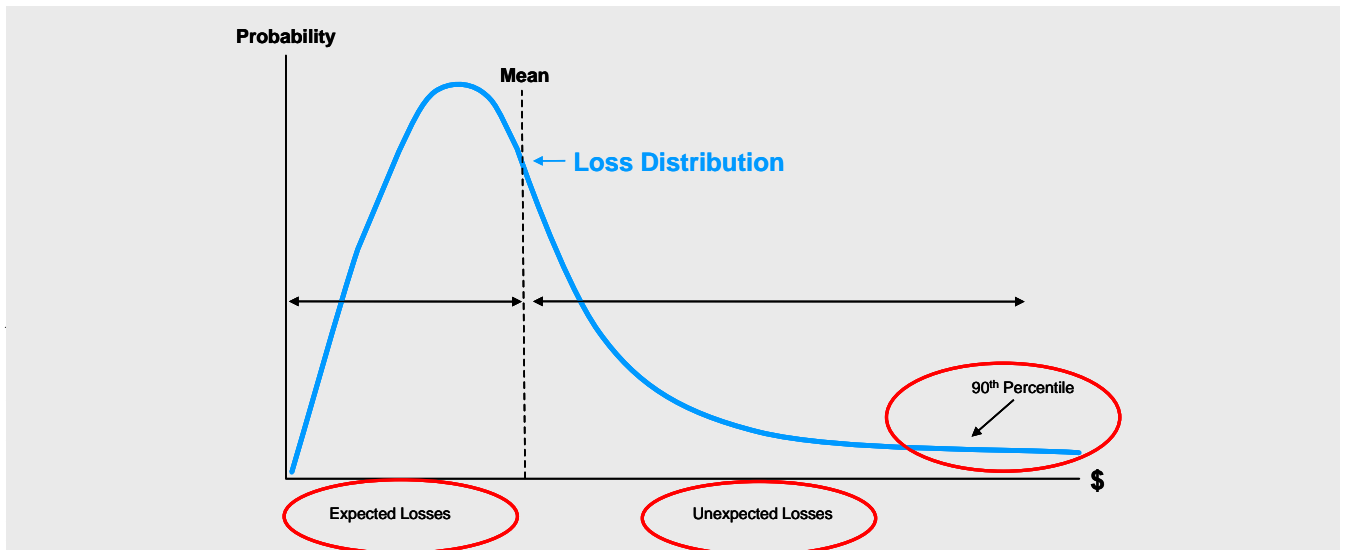 Probability
Mean
Loss Distribution
90th Percentile
$
Expected Losses
Unexpected Losses